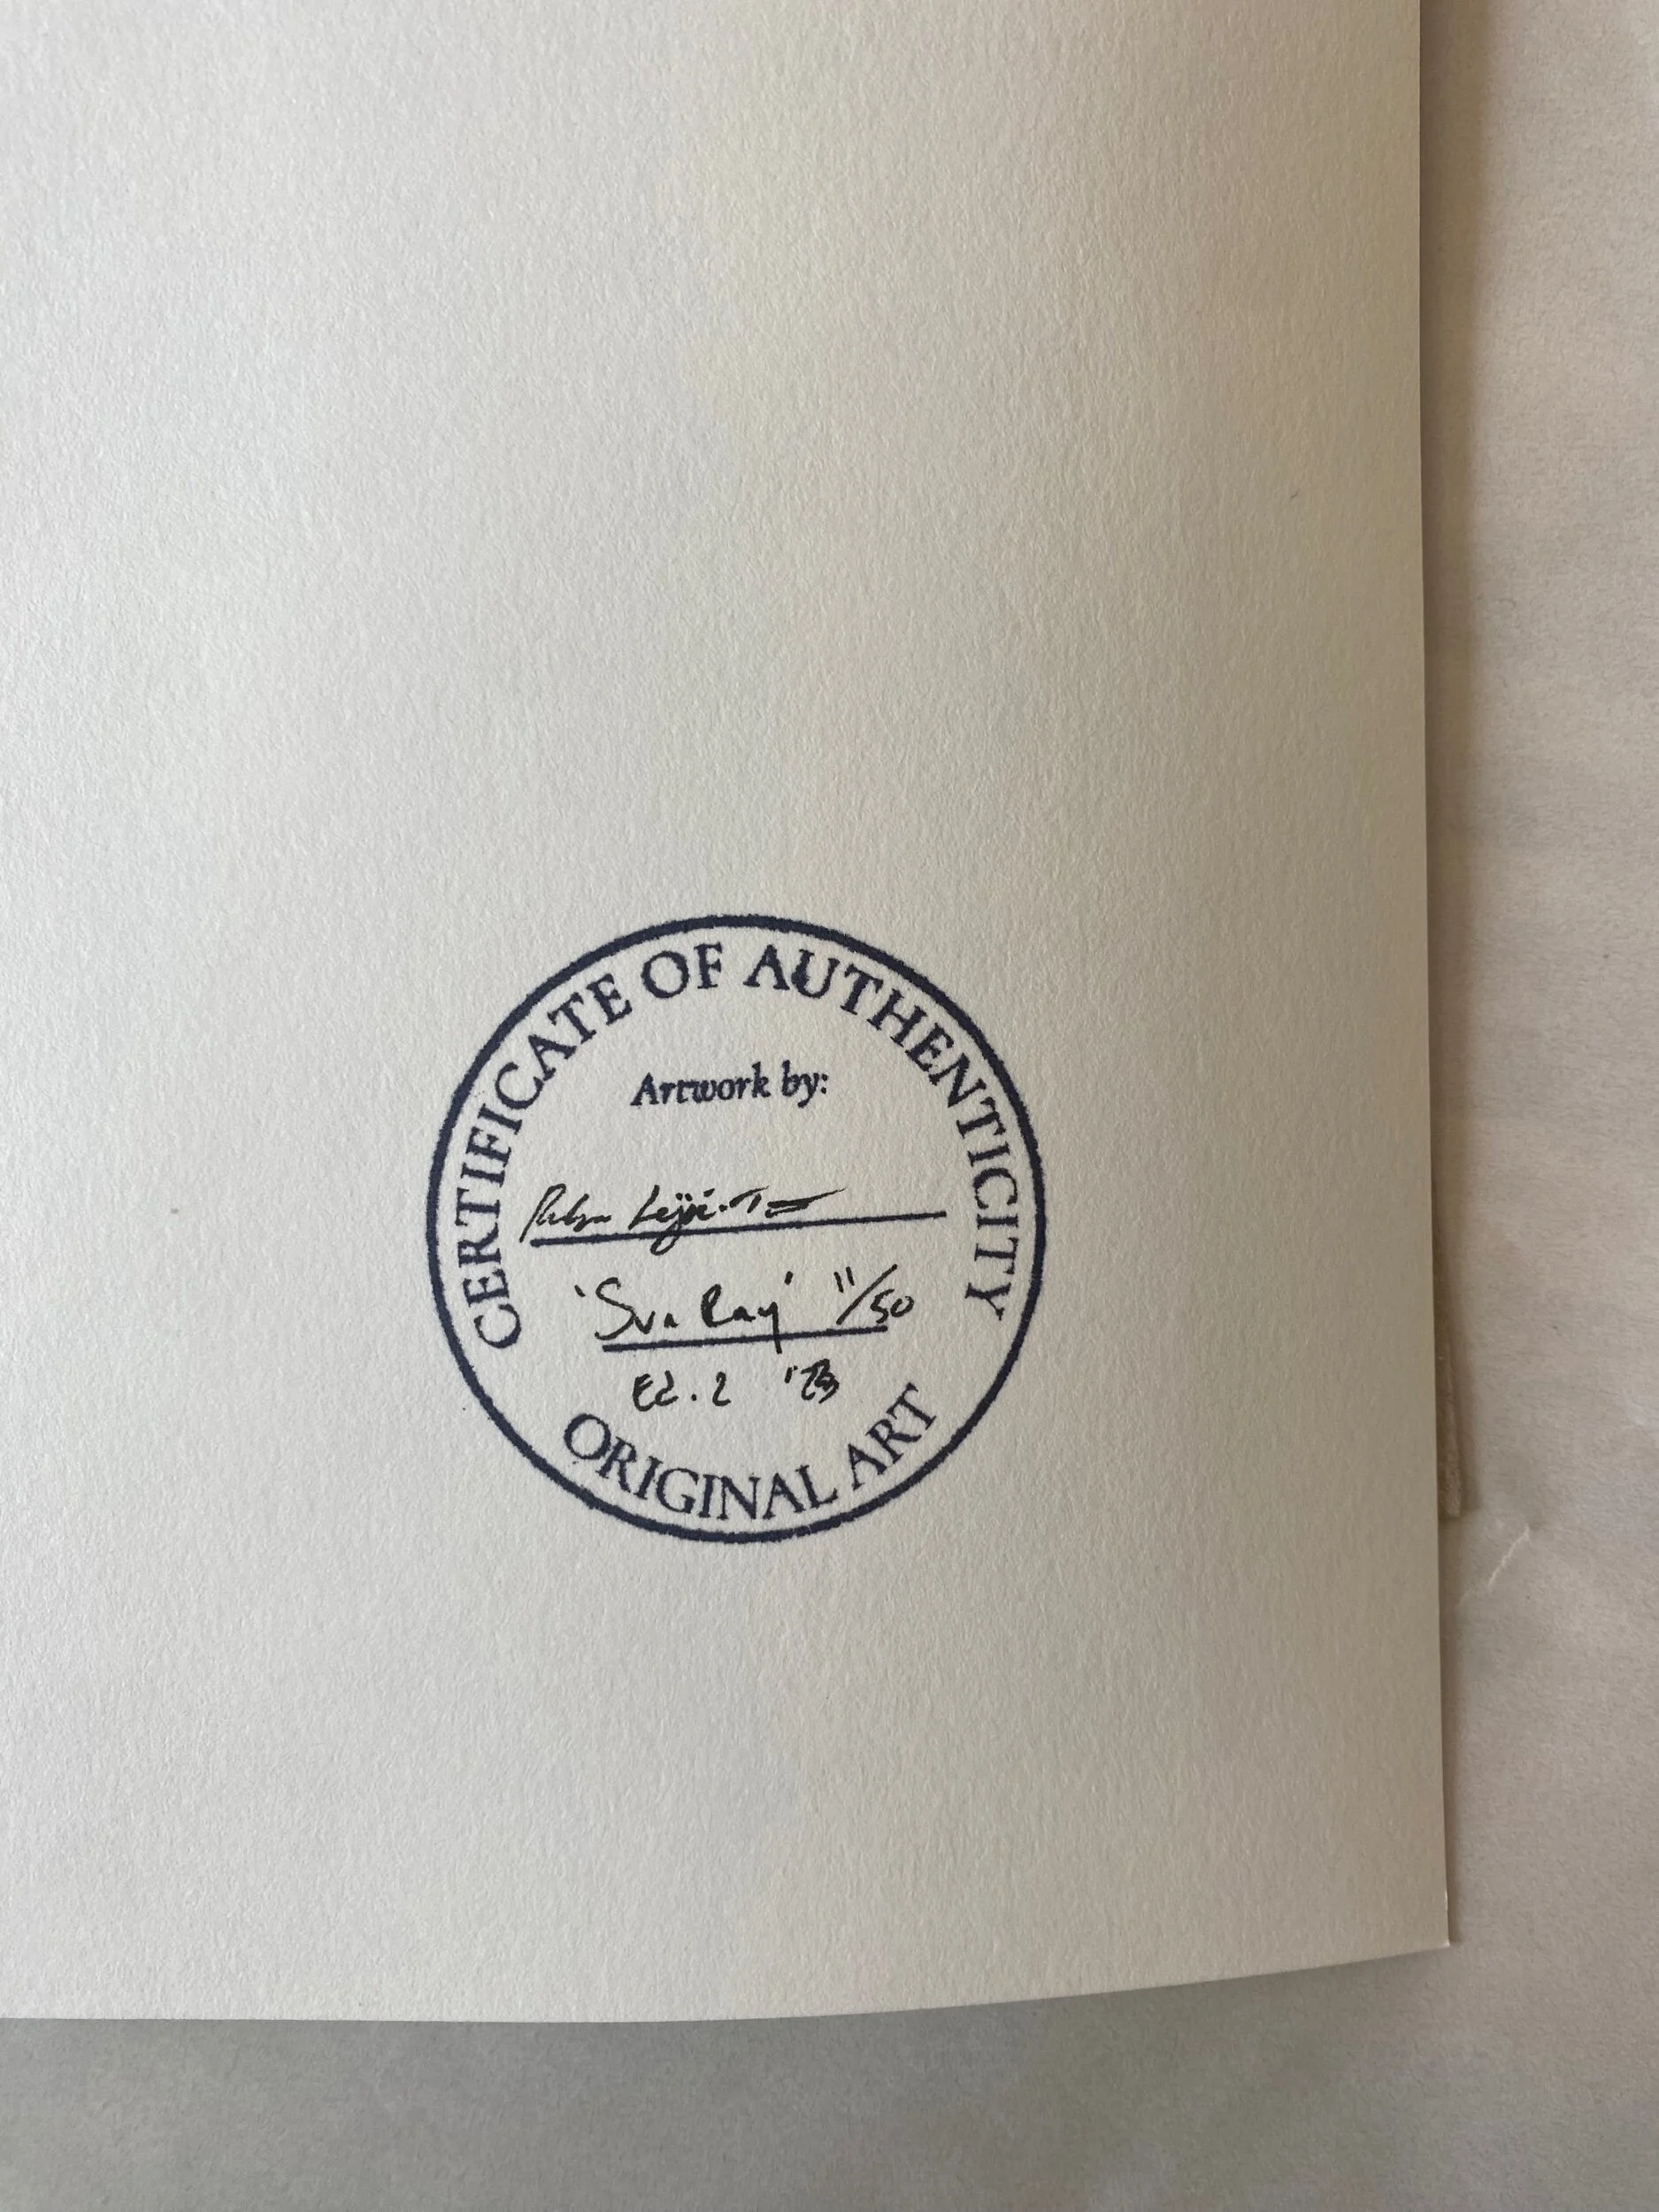 CERTIFICATE OF AUTHENTICITY
Artwork by:
'Sun Ray' 11/50
Ed. 2 '23
ORIGINAL ART